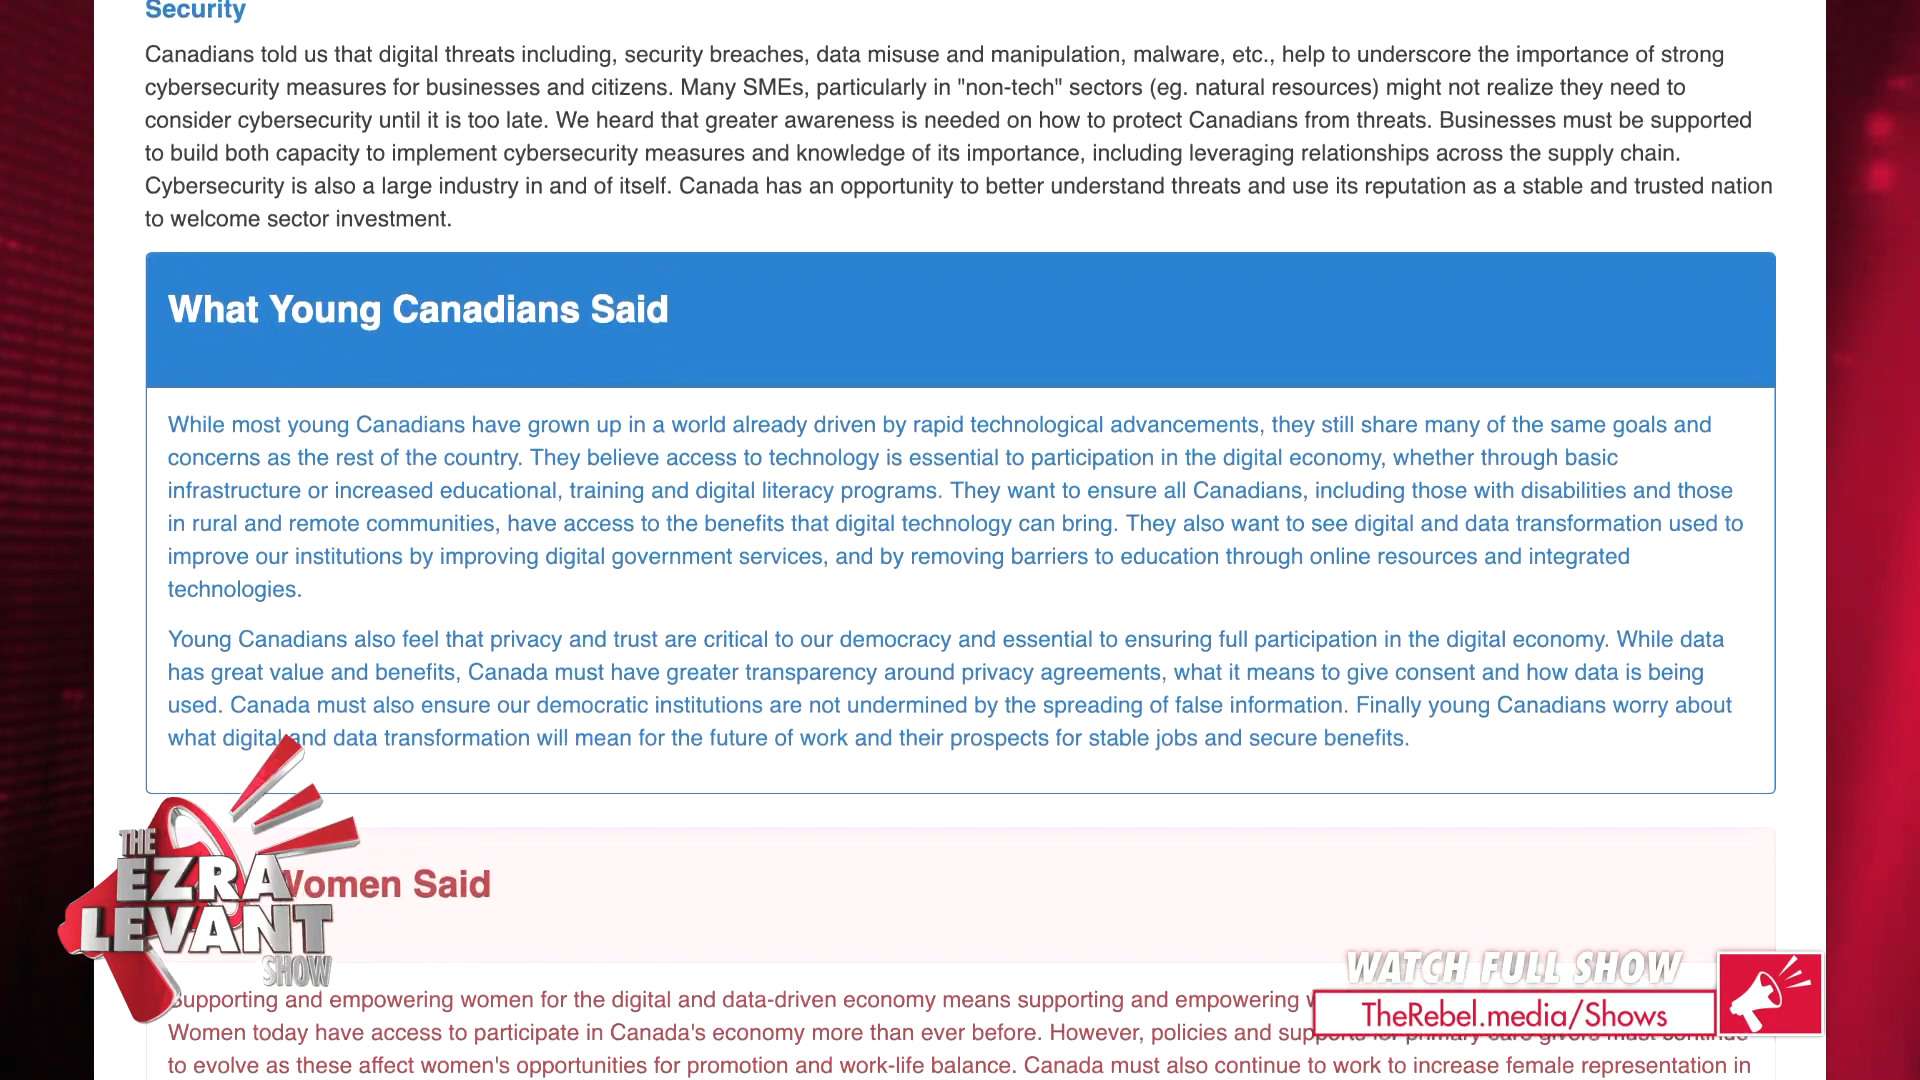 Security
Canadians told us that digital threats including, security breaches, data misuse and manipulation, malware, etc., help to underscore the importance of strong
cybersecurity measures for businesses and citizens. Many SMEs, particularly in "non-tech" sectors (eg. natural resources) might not realize they need to
consider cybersecurity until it is too late. We heard that greater awareness is needed on how to protect Canadians from threats. Businesses must be supported
to build both capacity to implement cybersecurity measures and knowledge of its importance, including leveraging relationships across the supply chain.
Cybersecurity is also a large industry in and of itself. Canada has an opportunity to better understand threats and use its reputation as a stable and trusted nation
to welcome sector investment.
What Young Canadians Said
While most young Canadians have grown up in a world already driven by rapid technological advancements, they still share many of the same goals and
concerns as the rest of the country. They believe access to technology is essential to participation in the digital economy, whether through basic
infrastructure or increased educational, training and digital literacy programs. They want to ensure all Canadians, including those with disabilities and those
in rural and remote communities, have access to the benefits that digital technology can bring. They also want to see digital and data transformation used to
improve our institutions by improving digital government services, and by removing barriers to education through online resources and integrated
technologies.
Young Canadians also feel that privacy and trust are critical to our democracy and essential to ensuring full participation in the digital economy. While data
has great value and benefits, Canada must have greater transparency around privacy agreements, what it means to give consent and how data is being
used. Canada must also ensure our democratic institutions are not undermined by the spreading of false information. Finally young Canadians worry about
what digital and data transformation will mean for the future of work and their prospects for stable jobs and secure benefits.
Women Said
Supporting and empowering women for the digital and data-driven economy means supporting and empowering
Women today have access to participate in Canada's economy more than ever before. However, policies and supports for primary care givers must continue
to evolve as these affect women's opportunities for promotion and work-life balance. Canada must also continue to work to increase female representation in
THE
EZRA
LEVANT
SHOW
WATCH FULL SHOW
TheRebel.media/Shows